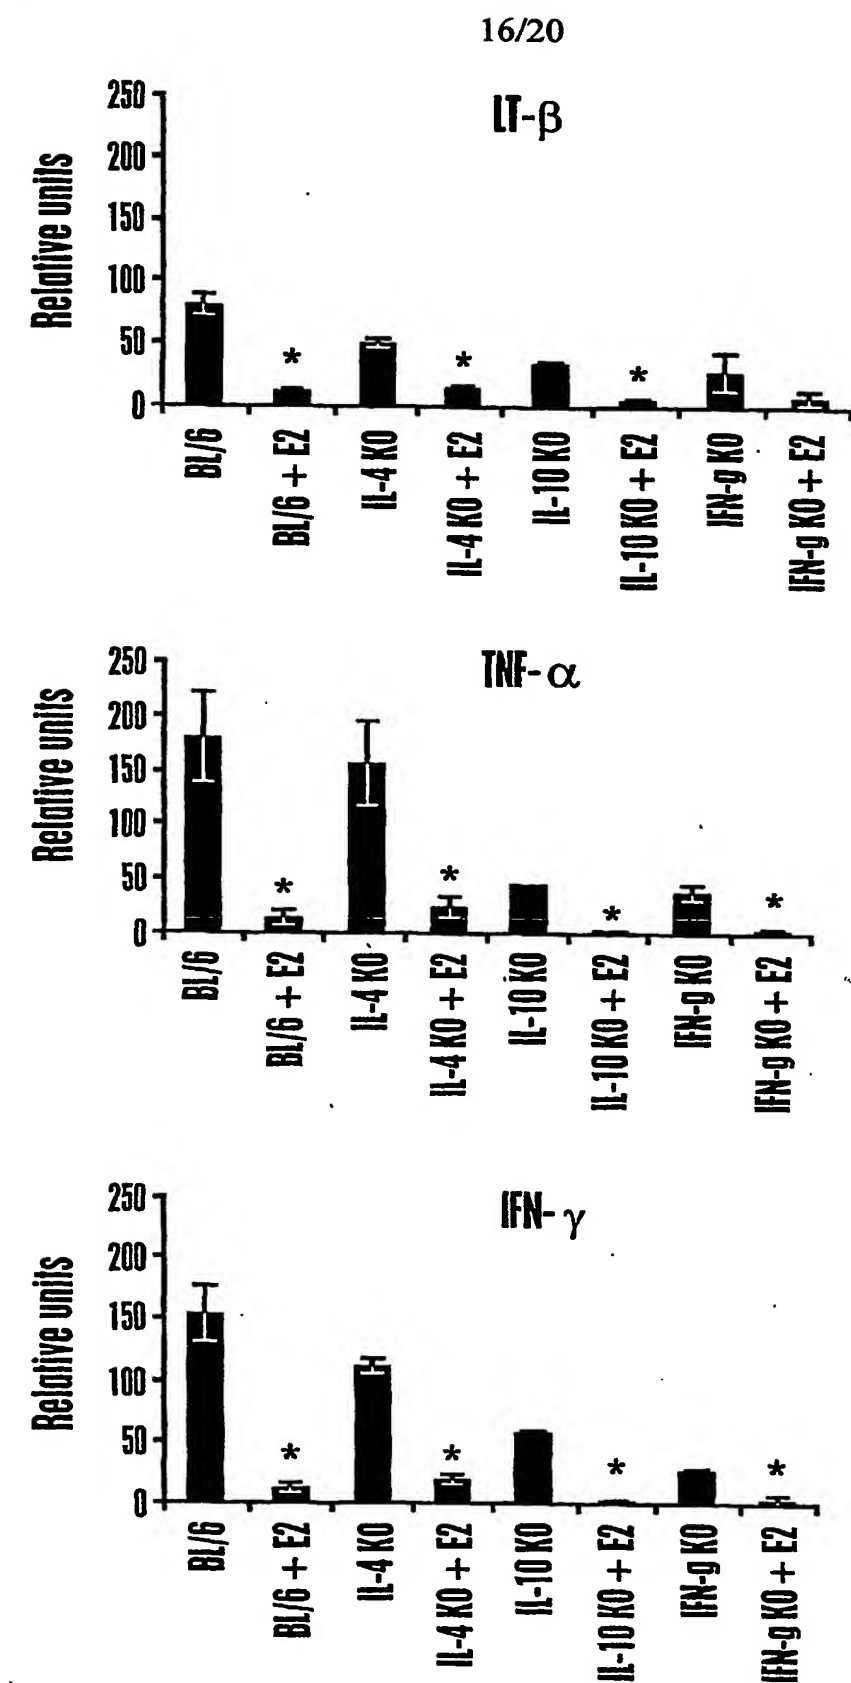 16/20
LT-β
Relative units
250
200
150
100
50
0
*
*
*
BL/6
BL/6 + E2
IL-4 KO
IL-4 KO + E2
IL-10 KO
IL-10 KO + E2
IFN-g KO
IFN-g KO + E2
TNF-α
Relative units
250
200
150
100
50
0
*
*
*
*
BL/6
BL/6 + E2
IL-4 KO
IL-4 KO + E2
IL-10 KO
IL-10 KO + E2
IFN-g KO
IFN-g KO + E2
IFN-γ
Relative units
250
200
150
100
50
0
*
*
*
*
BL/6
BL/6 + E2
IL-4 KO
IL-4 KO + E2
IL-10 KO
IL-10 KO + E2
IFN-g KO
IFN-g KO + E2